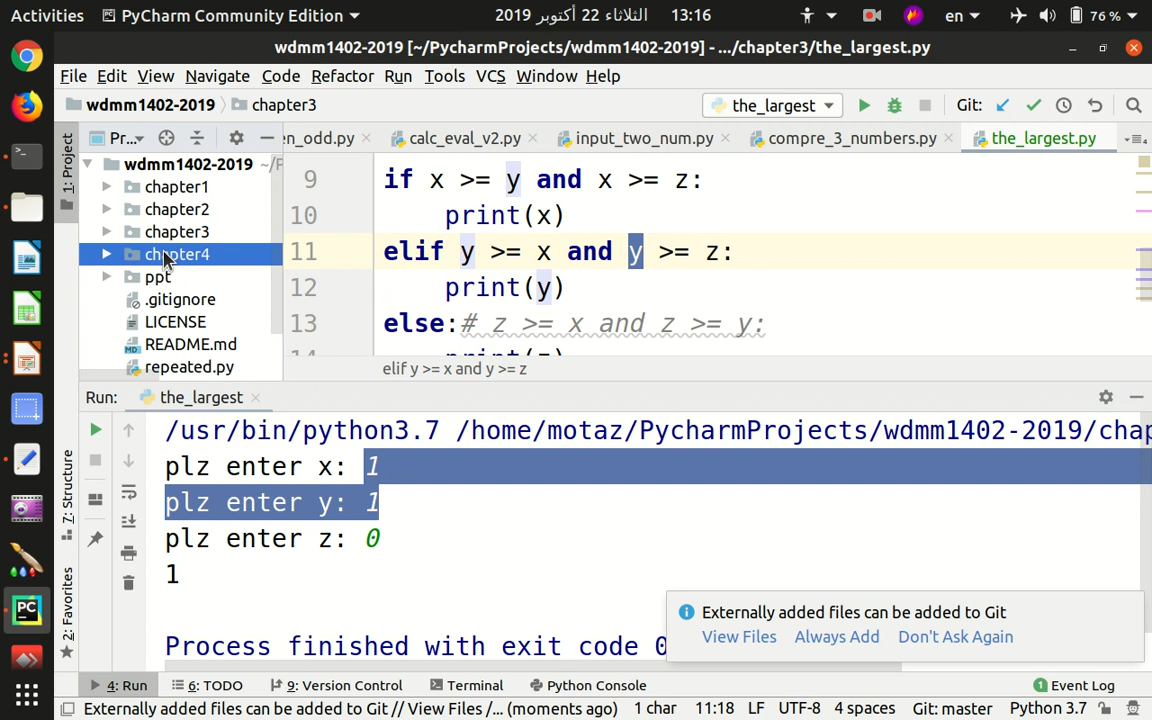 Activities PyCharm Community Edition 13:16 الثلاثاء 22 أكتوبر 2019 en 76 %
wdmm1402-2019 [~/PycharmProjects/wdmm1402-2019] - .../chapter3/the_largest.py
File Edit View Navigate Code Refactor Run Tools VCS Window Help
wdmm1402-2019 chapter3 the_largest Git:
1: Project Pr... en_odd.py calc_eval_v2.py input_two_num.py compre_3_numbers.py the_largest.py
wdmm1402-2019 ~/P
chapter1
chapter2
chapter3
chapter4
ppt
.gitignore
LICENSE
README.md
repeated.py
9 if x >= y and x >= z:
10 print(x)
11 elif y >= x and y >= z:
12 print(y)
13 else:# z >= x and z >= y:
14 print(z)
elif y >= x and y >= z
Run: the_largest
/usr/bin/python3.7 /home/motaz/PycharmProjects/wdmm1402-2019/chap
plz enter x: 1
plz enter y: 1
plz enter z: 0
1
Process finished with exit code 0
7: Structure
2: Favorites
Externally added files can be added to Git
View Files Always Add Don't Ask Again
4: Run 6: TODO 9: Version Control Terminal Python Console 1 Event Log
Externally added files can be added to Git // View Files /... (moments ago) 1 char 11:18 LF UTF-8 4 spaces Git: master Python 3.7